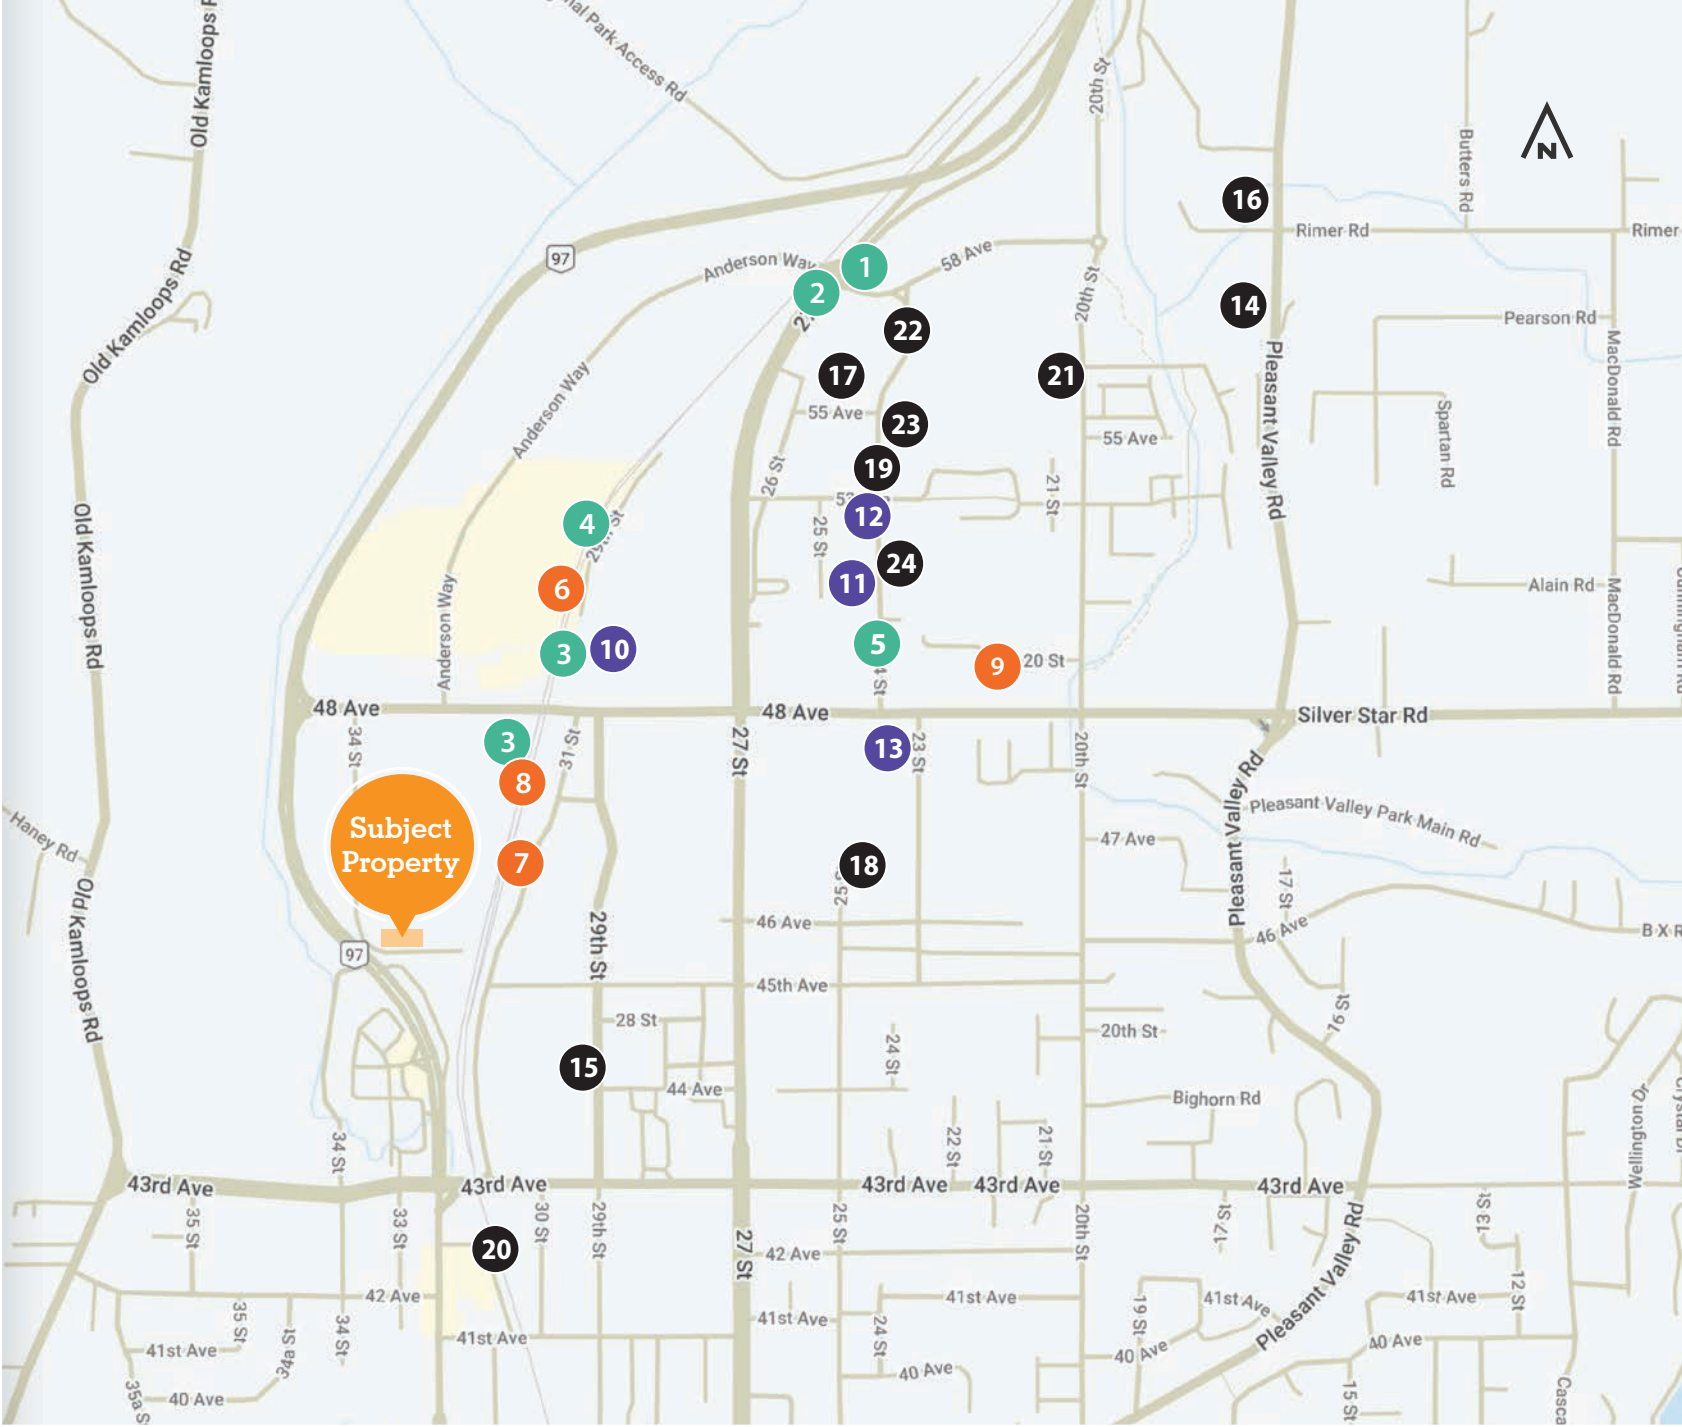 Old Kamloops R
nal Park Access Rd
20th St
Butters Rd
N
16
Rimer Rd
Rimer
97
Anderson Way
1
58 Ave
2
20th St
14
Pearson Rd
Old Kamloops Rd
22
17
21
Pleasant Valley Rd
MacDonald Rd
Anderson Way
55 Ave
23
55 Ave
Spartan Rd
19
26 St
21 St
Old Kamloops Rd
4
29th St
12
25 St
11
24
6
Anderson Way
Alain Rd
MacDonald Rd
3
10
5
9
20 St
48 Ave
48 Ave
Silver Star Rd
34 St
3
31 St
27 St
13
23 St
20th St
8
Pleasant Valley Rd
Pleasant Valley Park Main Rd
Haney Rd
Subject
Property
7
18
47 Ave
17 St
Old Kamloops Rd
29th St
25 S
46 Ave
46 Ave
B X R
97
45th Ave
28 St
24 St
20th St
16 St
15
44 Ave
Bighorn Rd
Wellington Dr
Crystal D
34 St
22 St
21 St
43rd Ave
43rd Ave
43rd Ave
43rd Ave
43rd Ave
35 St
33 St
20
30 St
29th St
27 St
25 St
42 Ave
20th St
17 St
Pleasant Valley Rd
13 St
42 Ave
35 St
34 St
34a St
41st Ave
41st Ave
41st Ave
24 St
41st Ave
19 St
41st Ave
41st Ave
12 St
40 Ave
35a S
40 Ave
40 Ave
40 Ave
15 St
Casca